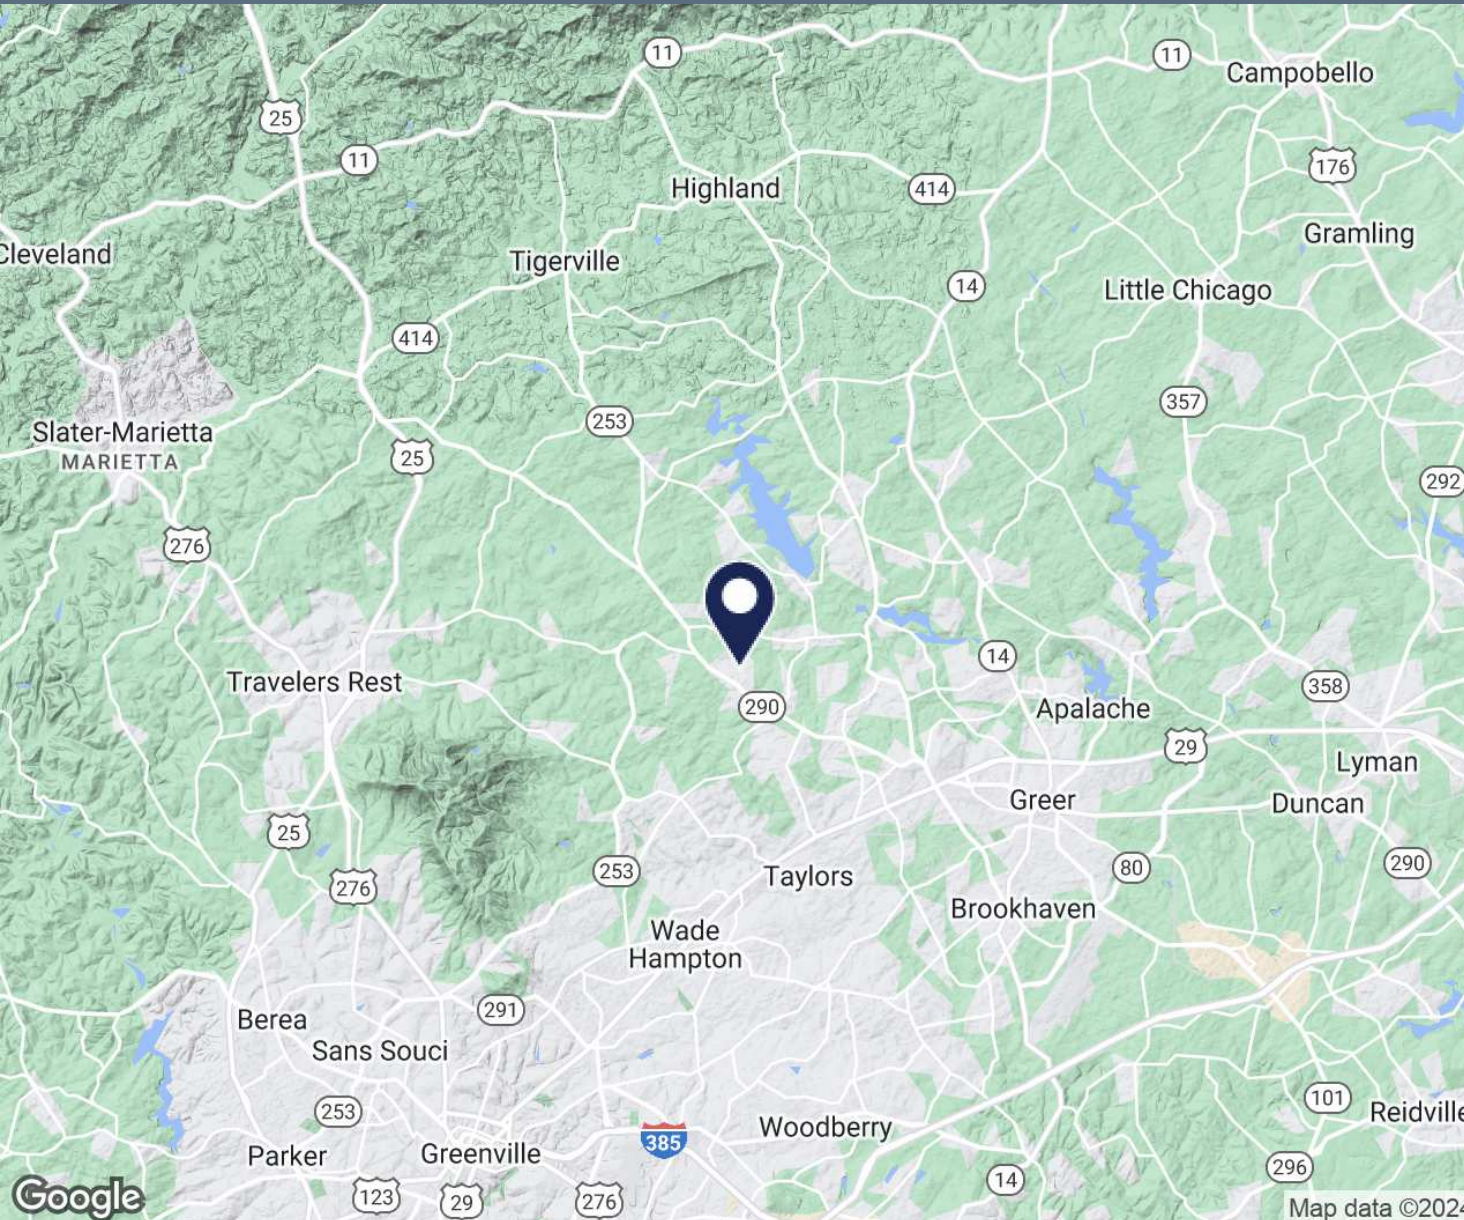 11
11
Campobello
25
11
176
Highland
414
Gramling
Cleveland
Tigerville
14
Little Chicago
414
357
253
Slater-Marietta
MARIETTA
25
292
276
14
Travelers Rest
358
290
Apalache
29
Lyman
Greer
Duncan
25
290
253
80
Taylors
276
Brookhaven
Wade
Hampton
291
Berea
Sans Souci
101
253
Reidville
Woodberry
385
Parker
Greenville
296
14
123
29
276
Google
Map data ©2024